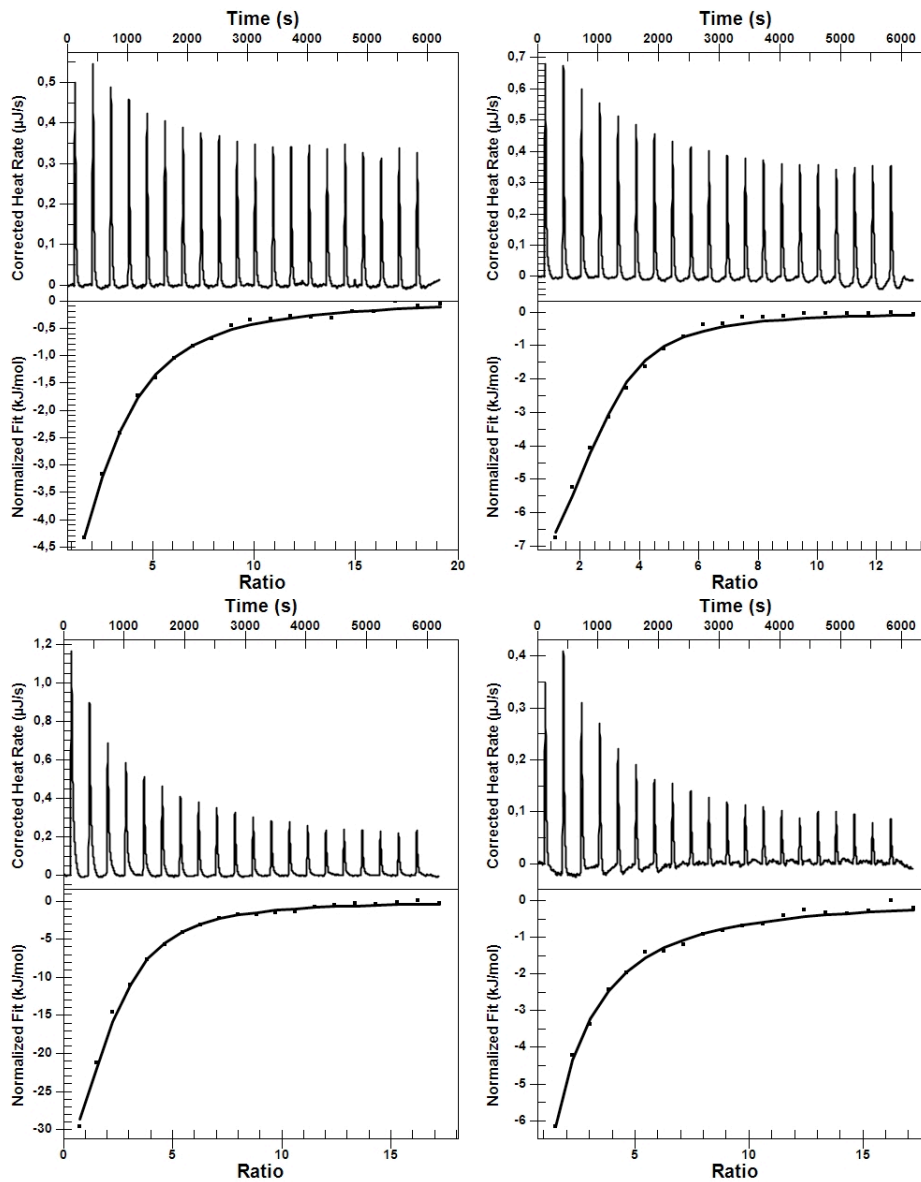 Time (s)
0 1000 2000 3000 4000 5000 6000
Corrected Heat Rate (µJ/s)
0,5
0,4
0,3
0,2
0,1
0
Normalized Fit (kJ/mol)
0
-0,5
-1,0
-1,5
-2,0
-2,5
-3,0
-3,5
-4,0
-4,5
5 10 15 20
Ratio
Time (s)
0 1000 2000 3000 4000 5000 6000
Corrected Heat Rate (µJ/s)
0,7
0,6
0,5
0,4
0,3
0,2
0,1
0
Normalized Fit (kJ/mol)
0
-1
-2
-3
-4
-5
-6
-7
2 4 6 8 10 12
Ratio
Time (s)
0 1000 2000 3000 4000 5000 6000
Corrected Heat Rate (µJ/s)
1,2
1,0
0,8
0,6
0,4
0,2
0
Normalized Fit (kJ/mol)
0
-5
-10
-15
-20
-25
-30
0 5 10 15
Ratio
Time (s)
0 1000 2000 3000 4000 5000 6000
Corrected Heat Rate (µJ/s)
0,4
0,3
0,2
0,1
0
Normalized Fit (kJ/mol)
0
-1
-2
-3
-4
-5
-6
5 10 15
Ratio